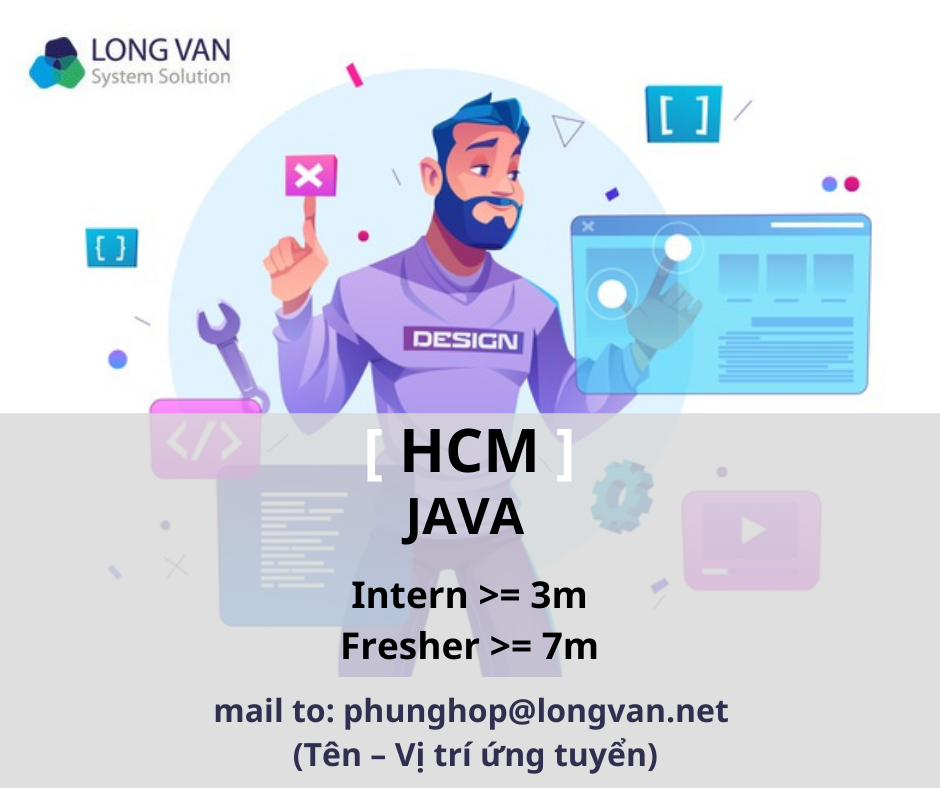 LONG VAN
System Solution
[ ]
×
{ }
DESIGN
</>
[ HCM ]
JAVA
Intern >= 3m
Fresher >= 7m
mail to: phunghop@longvan.net
(Tên – Vị trí ứng tuyển)